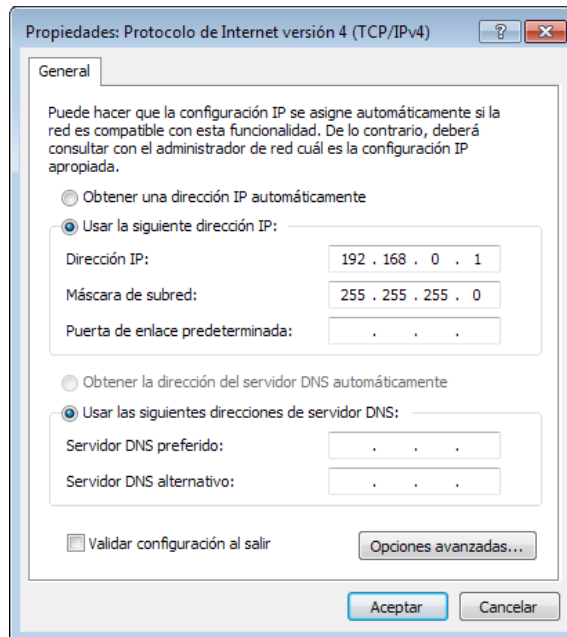 Propiedades: Protocolo de Internet versión 4 (TCP/IPv4)
General
Puede hacer que la configuración IP se asigne automáticamente si la
red es compatible con esta funcionalidad. De lo contrario, deberá
consultar con el administrador de red cuál es la configuración IP
apropiada.
Obtener una dirección IP automáticamente
Usar la siguiente dirección IP:
Dirección IP: 192 . 168 . 0 . 1
Máscara de subred: 255 . 255 . 255 . 0
Puerta de enlace predeterminada: . . .
Obtener la dirección del servidor DNS automáticamente
Usar las siguientes direcciones de servidor DNS:
Servidor DNS preferido: . . .
Servidor DNS alternativo: . . .
Validar configuración al salir Opciones avanzadas...
Aceptar Cancelar